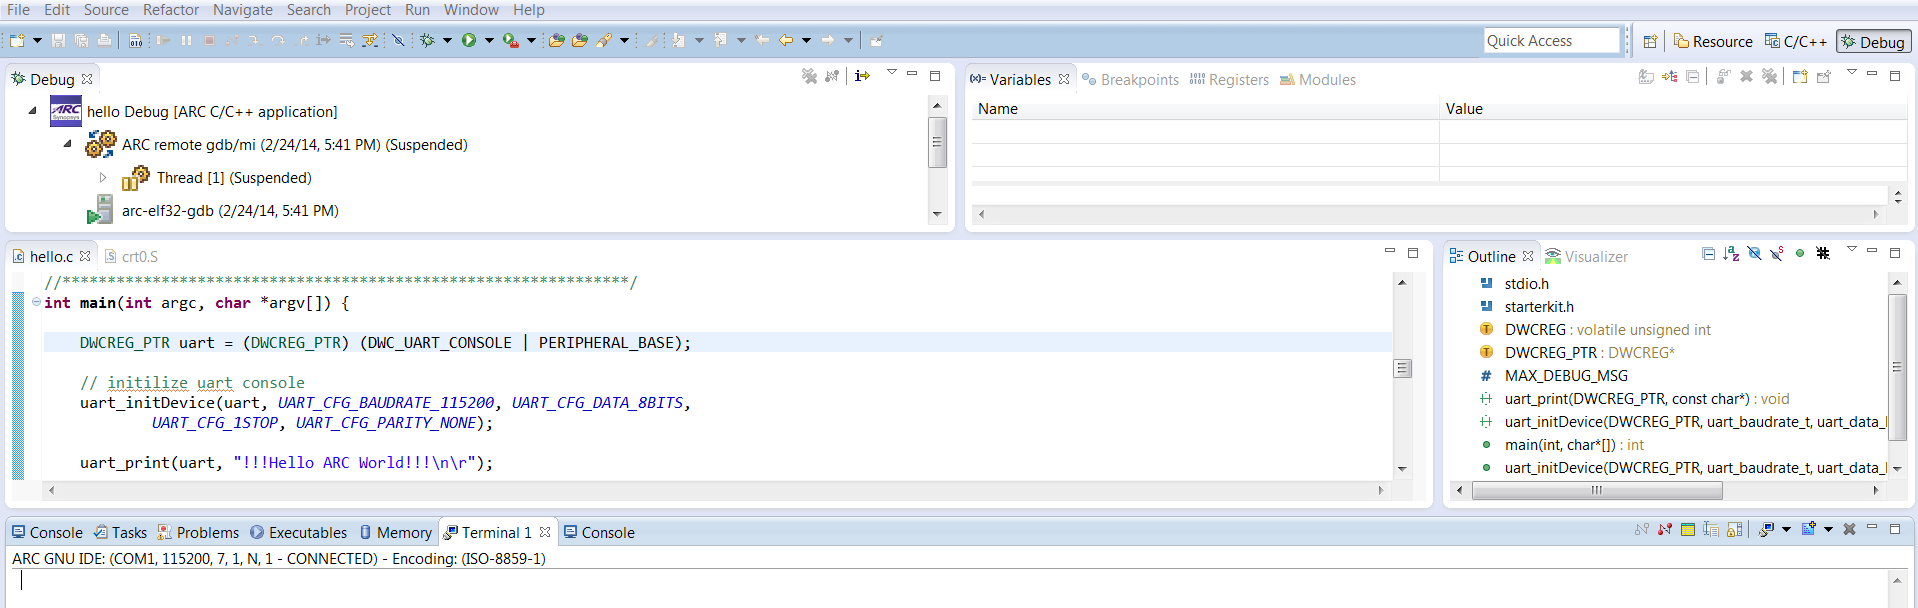 File Edit Source Refactor Navigate Search Project Run Window Help
Quick Access Resource C/C++ Debug
Debug
hello Debug [ARC C/C++ application]
ARC remote gdb/mi (2/24/14, 5:41 PM) (Suspended)
Thread [1] (Suspended)
arc-elf32-gdb (2/24/14, 5:41 PM)
(x)= Variables Breakpoints Registers Modules
Name Value
hello.c crt0.S
//***************************************************************/
int main(int argc, char *argv[]) {
DWCREG_PTR uart = (DWCREG_PTR) (DWC_UART_CONSOLE | PERIPHERAL_BASE);
// initilize uart console
uart_initDevice(uart, UART_CFG_BAUDRATE_115200, UART_CFG_DATA_8BITS,
UART_CFG_1STOP, UART_CFG_PARITY_NONE);
uart_print(uart, "!!!Hello ARC World!!!\n\r");
Outline Visualizer
stdio.h
starterkit.h
DWCREG : volatile unsigned int
DWCREG_PTR : DWCREG*
MAX_DEBUG_MSG
uart_print(DWCREG_PTR, const char*) : void
uart_initDevice(DWCREG_PTR, uart_baudrate_t, uart_data_
main(int, char*[]) : int
uart_initDevice(DWCREG_PTR, uart_baudrate_t, uart_data_
Console Tasks Problems Executables Memory Terminal 1 Console
ARC GNU IDE: (COM1, 115200, 7, 1, N, 1 - CONNECTED) - Encoding: (ISO-8859-1)